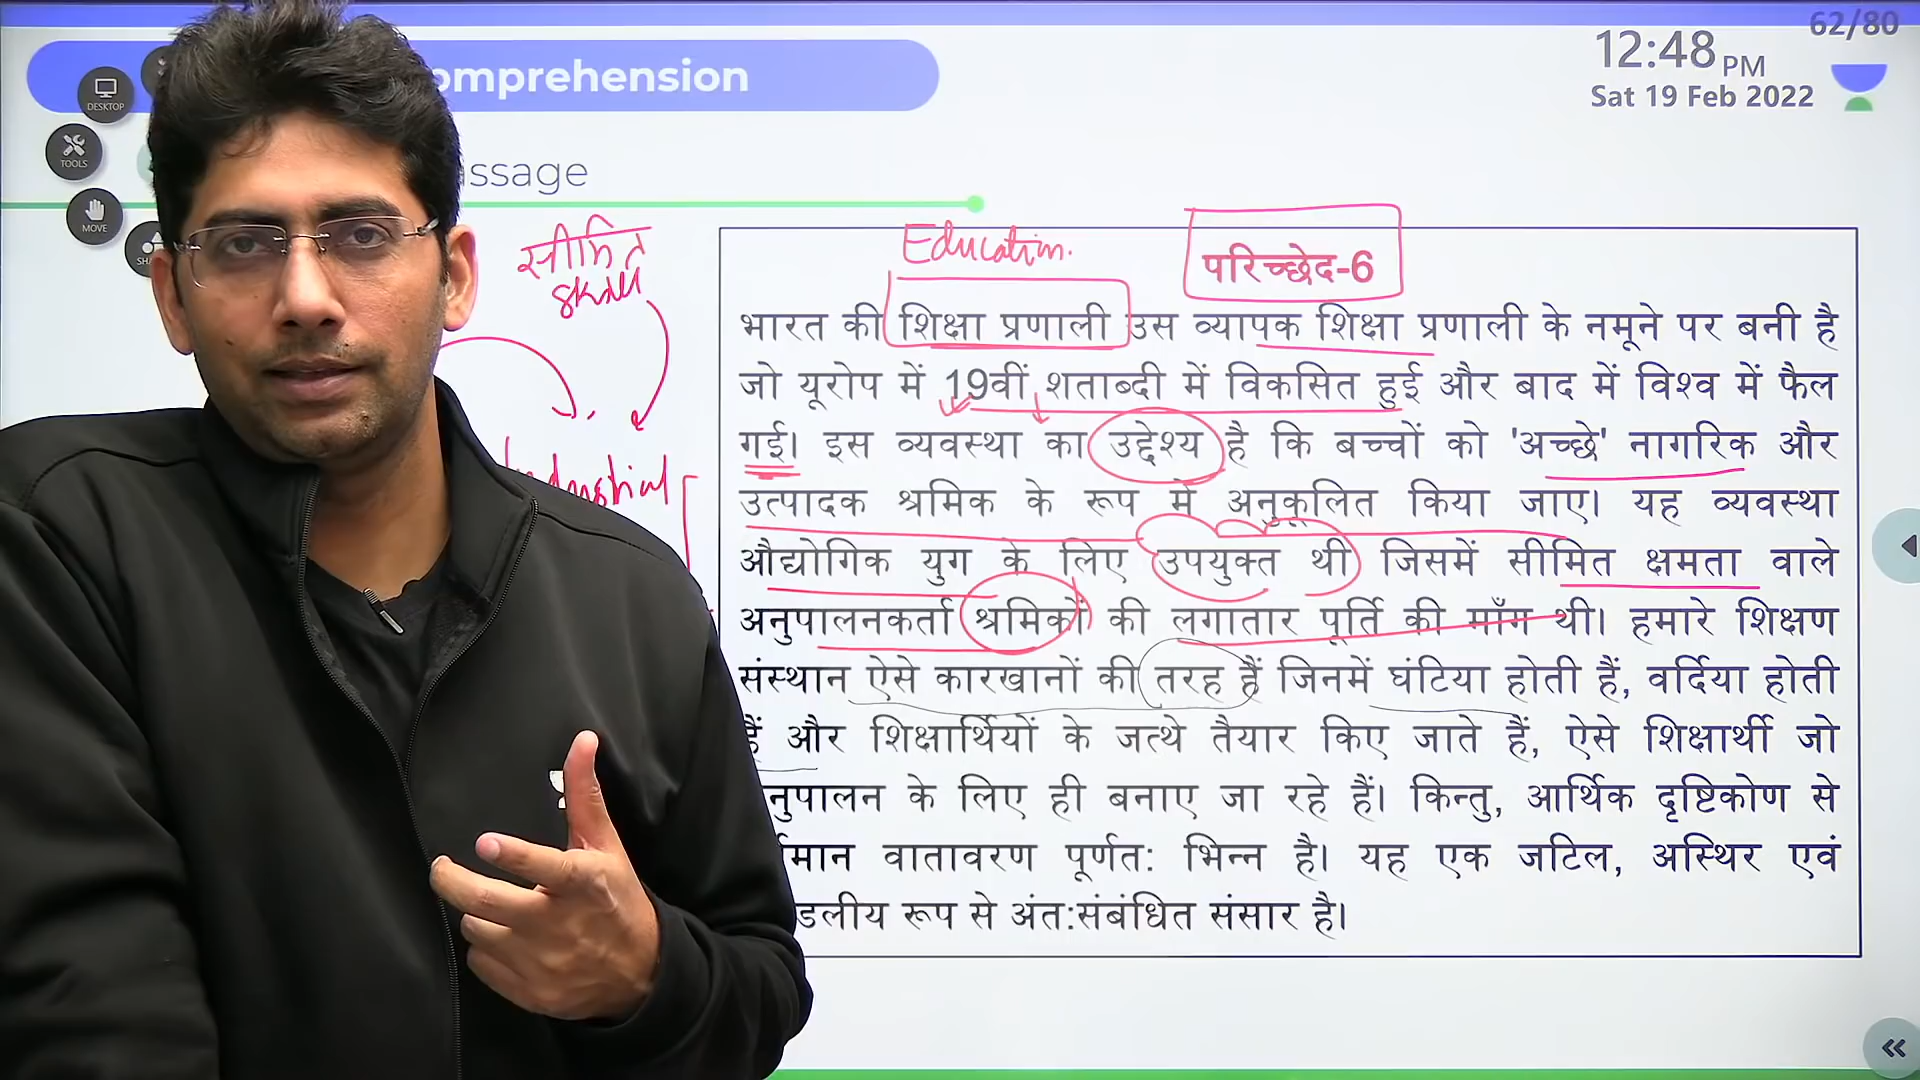 62/80
12:48 PM
Sat 19 Feb 2022
omprehension
DESKTOP
TOOLS
ssage
MOVE
SHA
सीमित
skill
Education.
परिच्छेद-6
भारत की शिक्षा प्रणाली उस व्यापक शिक्षा प्रणाली के नमूने पर बनी है
जो यूरोप में 19वीं शताब्दी में विकसित हुई और बाद में विश्व में फैल
गई। इस व्यवस्था का उद्देश्य है कि बच्चों को 'अच्छे' नागरिक और
dustrial
उत्पादक श्रमिक के रूप में अनुकूलित किया जाए। यह व्यवस्था
औद्योगिक युग के लिए उपयुक्त थी जिसमें सीमित क्षमता वाले
अनुपालनकर्ता श्रमिकों की लगातार पूर्ति की माँग थी। हमारे शिक्षण
संस्थान ऐसे कारखानों की तरह हैं जिनमें घंटिया होती हैं, वर्दिया होती
हैं और शिक्षार्थियों के जत्थे तैयार किए जाते हैं, ऐसे शिक्षार्थी जो
नुपालन के लिए ही बनाए जा रहे हैं। किन्तु, आर्थिक दृष्टिकोण से
मान वातावरण पूर्णत: भिन्न है। यह एक जटिल, अस्थिर एवं
डलीय रूप से अंत:संबंधित संसार है।